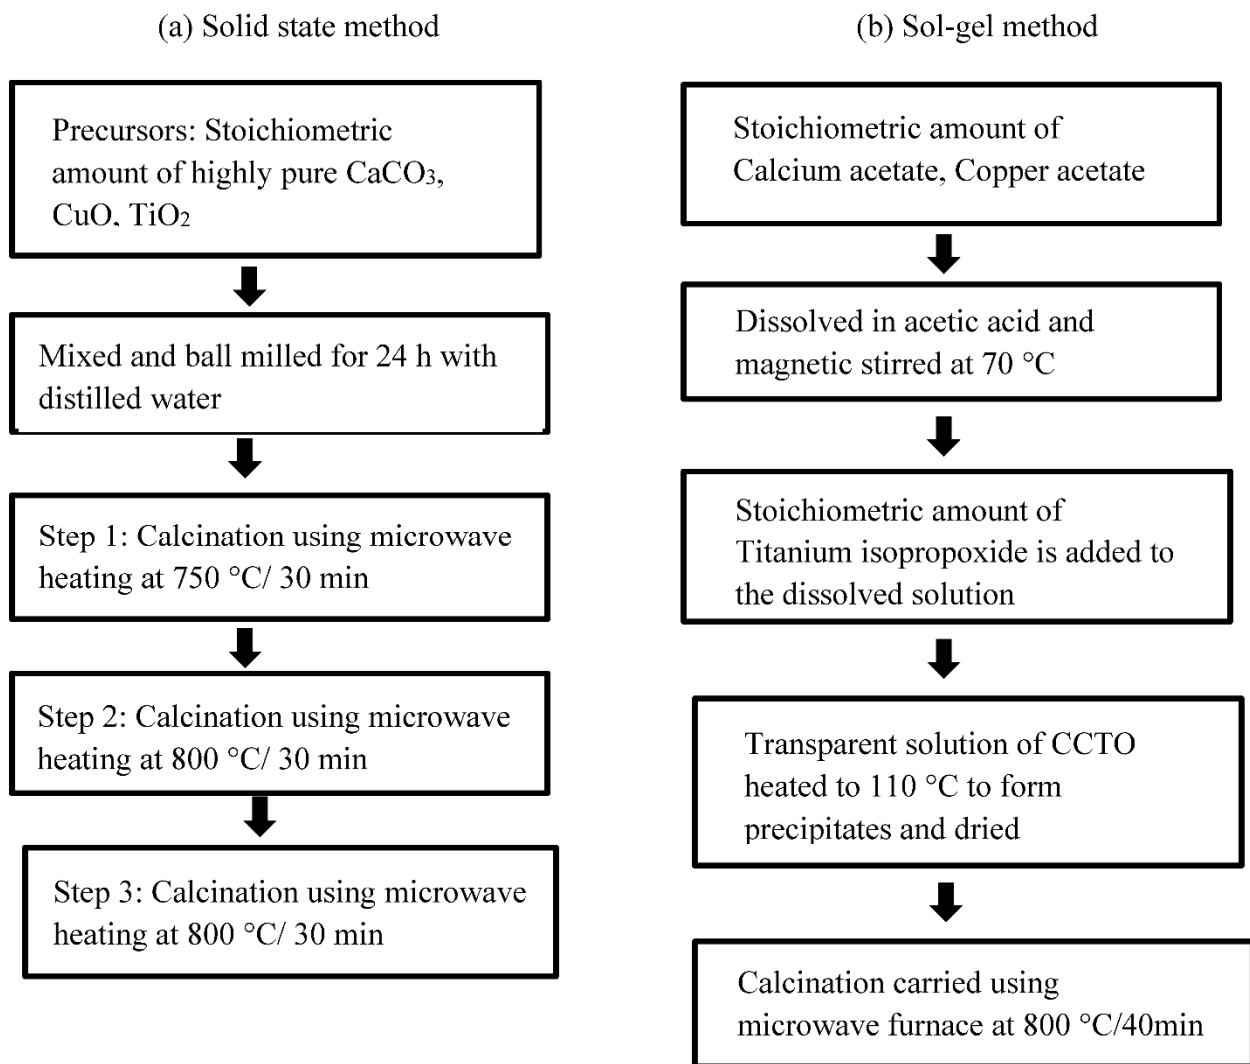 (a) Solid state method
Precursors: Stoichiometric
amount of highly pure CaCO₃,
CuO, TiO₂
Mixed and ball milled for 24 h with
distilled water
Step 1: Calcination using microwave
heating at 750 °C/ 30 min
Step 2: Calcination using microwave
heating at 800 °C/ 30 min
Step 3: Calcination using microwave
heating at 800 °C/ 30 min
(b) Sol-gel method
Stoichiometric amount of
Calcium acetate, Copper acetate
Dissolved in acetic acid and
magnetic stirred at 70 °C
Stoichiometric amount of
Titanium isopropoxide is added to
the dissolved solution
Transparent solution of CCTO
heated to 110 °C to form
precipitates and dried
Calcination carried using
microwave furnace at 800 °C/40min